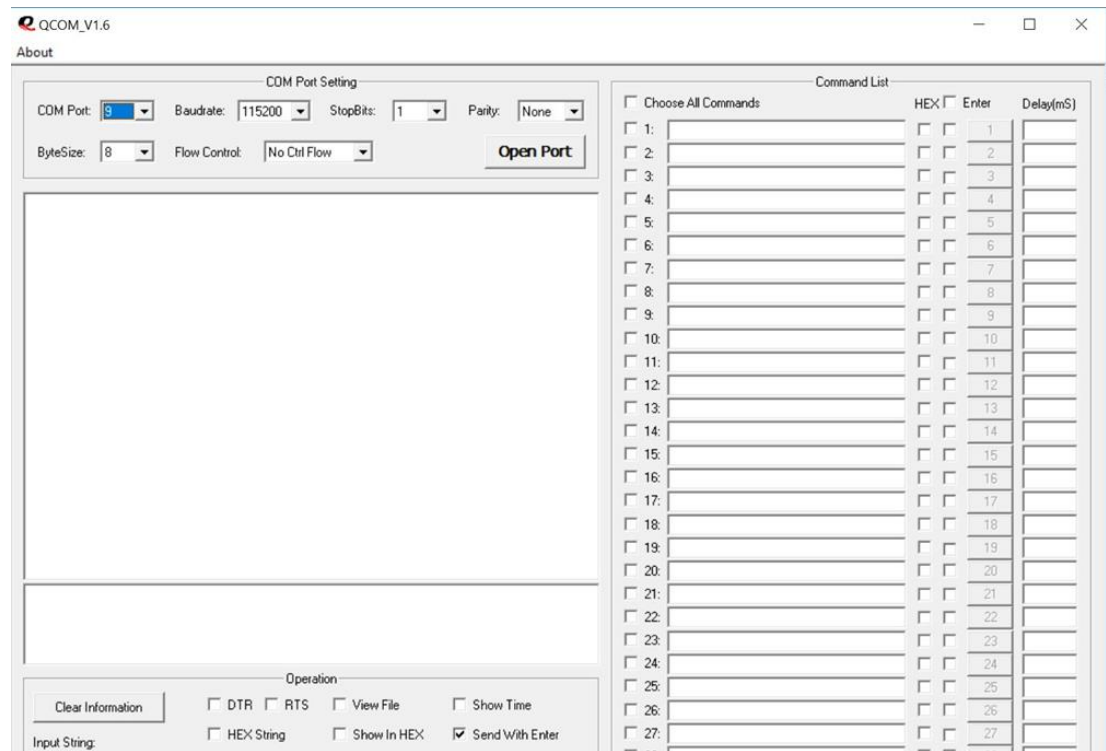 QCOM_V1.6
About
COM Port Setting
COM Port: 9 Baudrate: 115200 StopBits: 1 Parity: None
ByteSize: 8 Flow Control: No Ctrl Flow Open Port
Operation
Clear Information DTR RTS View File Show Time
HEX String Show In HEX Send With Enter
Input String:
Command List
Choose All Commands HEX Enter Delay(mS)
1: 1
2: 2
3: 3
4: 4
5: 5
6: 6
7: 7
8: 8
9: 9
10: 10
11: 11
12: 12
13: 13
14: 14
15: 15
16: 16
17: 17
18: 18
19: 19
20: 20
21: 21
22: 22
23: 23
24: 24
25: 25
26: 26
27: 27